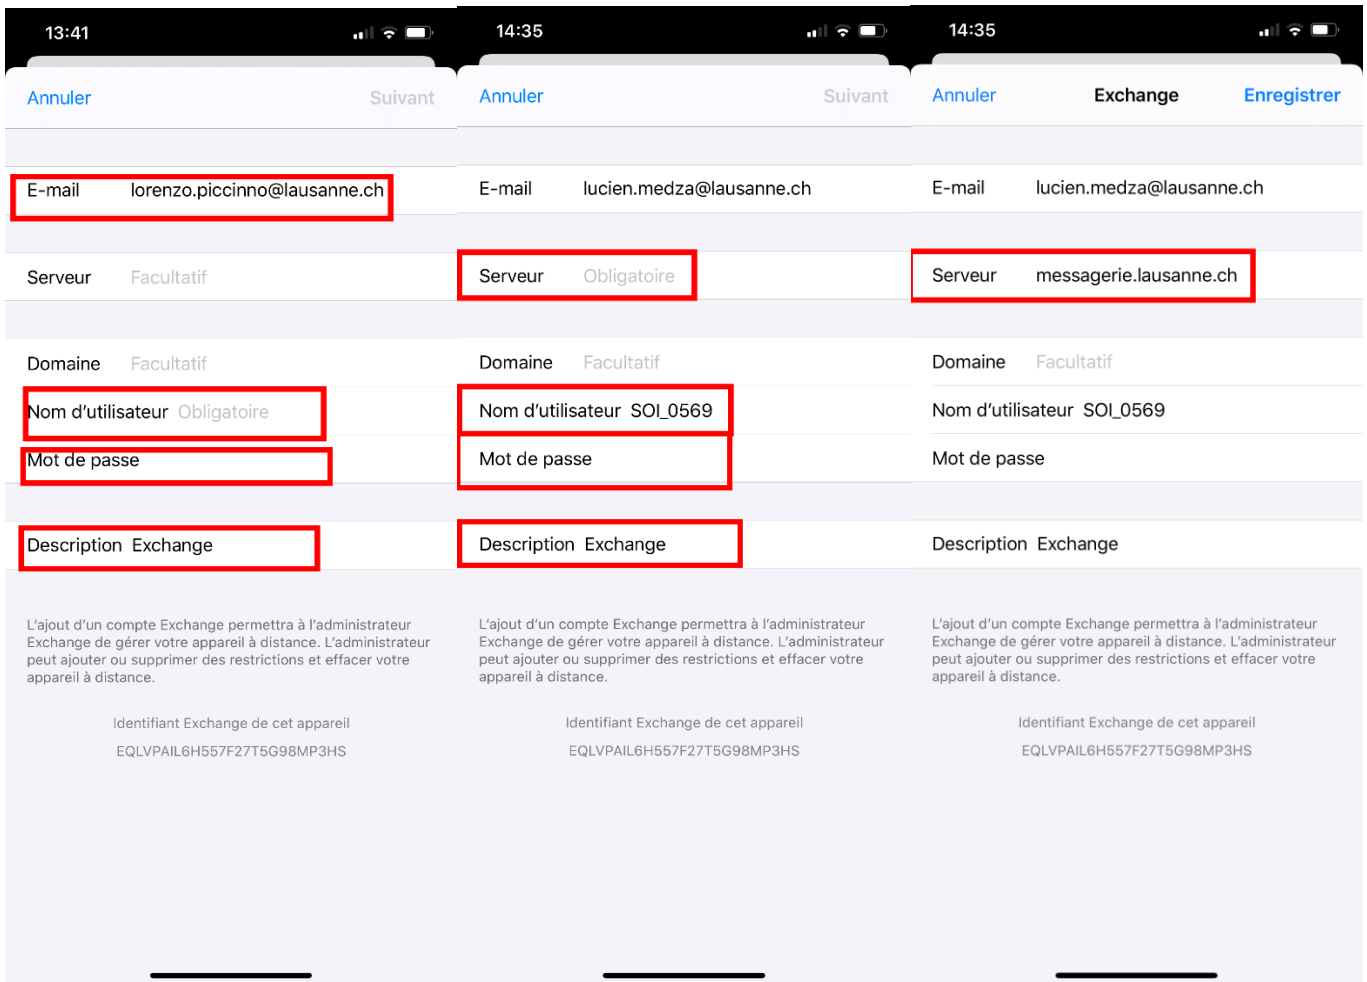 13:41
Annuler Suivant
E-mail lorenzo.piccinno@lausanne.ch
Serveur Facultatif
Domaine Facultatif
Nom d'utilisateur Obligatoire
Mot de passe
Description Exchange
L'ajout d'un compte Exchange permettra à l'administrateur
Exchange de gérer votre appareil à distance. L'administrateur
peut ajouter ou supprimer des restrictions et effacer votre
appareil à distance.
Identifiant Exchange de cet appareil
EQLVPAIL6H557F27T5G98MP3HS
14:35
Annuler Suivant
E-mail lucien.medza@lausanne.ch
Serveur Obligatoire
Domaine Facultatif
Nom d'utilisateur SOI_0569
Mot de passe
Description Exchange
L'ajout d'un compte Exchange permettra à l'administrateur
Exchange de gérer votre appareil à distance. L'administrateur
peut ajouter ou supprimer des restrictions et effacer votre
appareil à distance.
Identifiant Exchange de cet appareil
EQLVPAIL6H557F27T5G98MP3HS
14:35
Annuler Exchange Enregistrer
E-mail lucien.medza@lausanne.ch
Serveur messagerie.lausanne.ch
Domaine Facultatif
Nom d'utilisateur SOI_0569
Mot de passe
Description Exchange
L'ajout d'un compte Exchange permettra à l'administrateur
Exchange de gérer votre appareil à distance. L'administrateur
peut ajouter ou supprimer des restrictions et effacer votre
appareil à distance.
Identifiant Exchange de cet appareil
EQLVPAIL6H557F27T5G98MP3HS